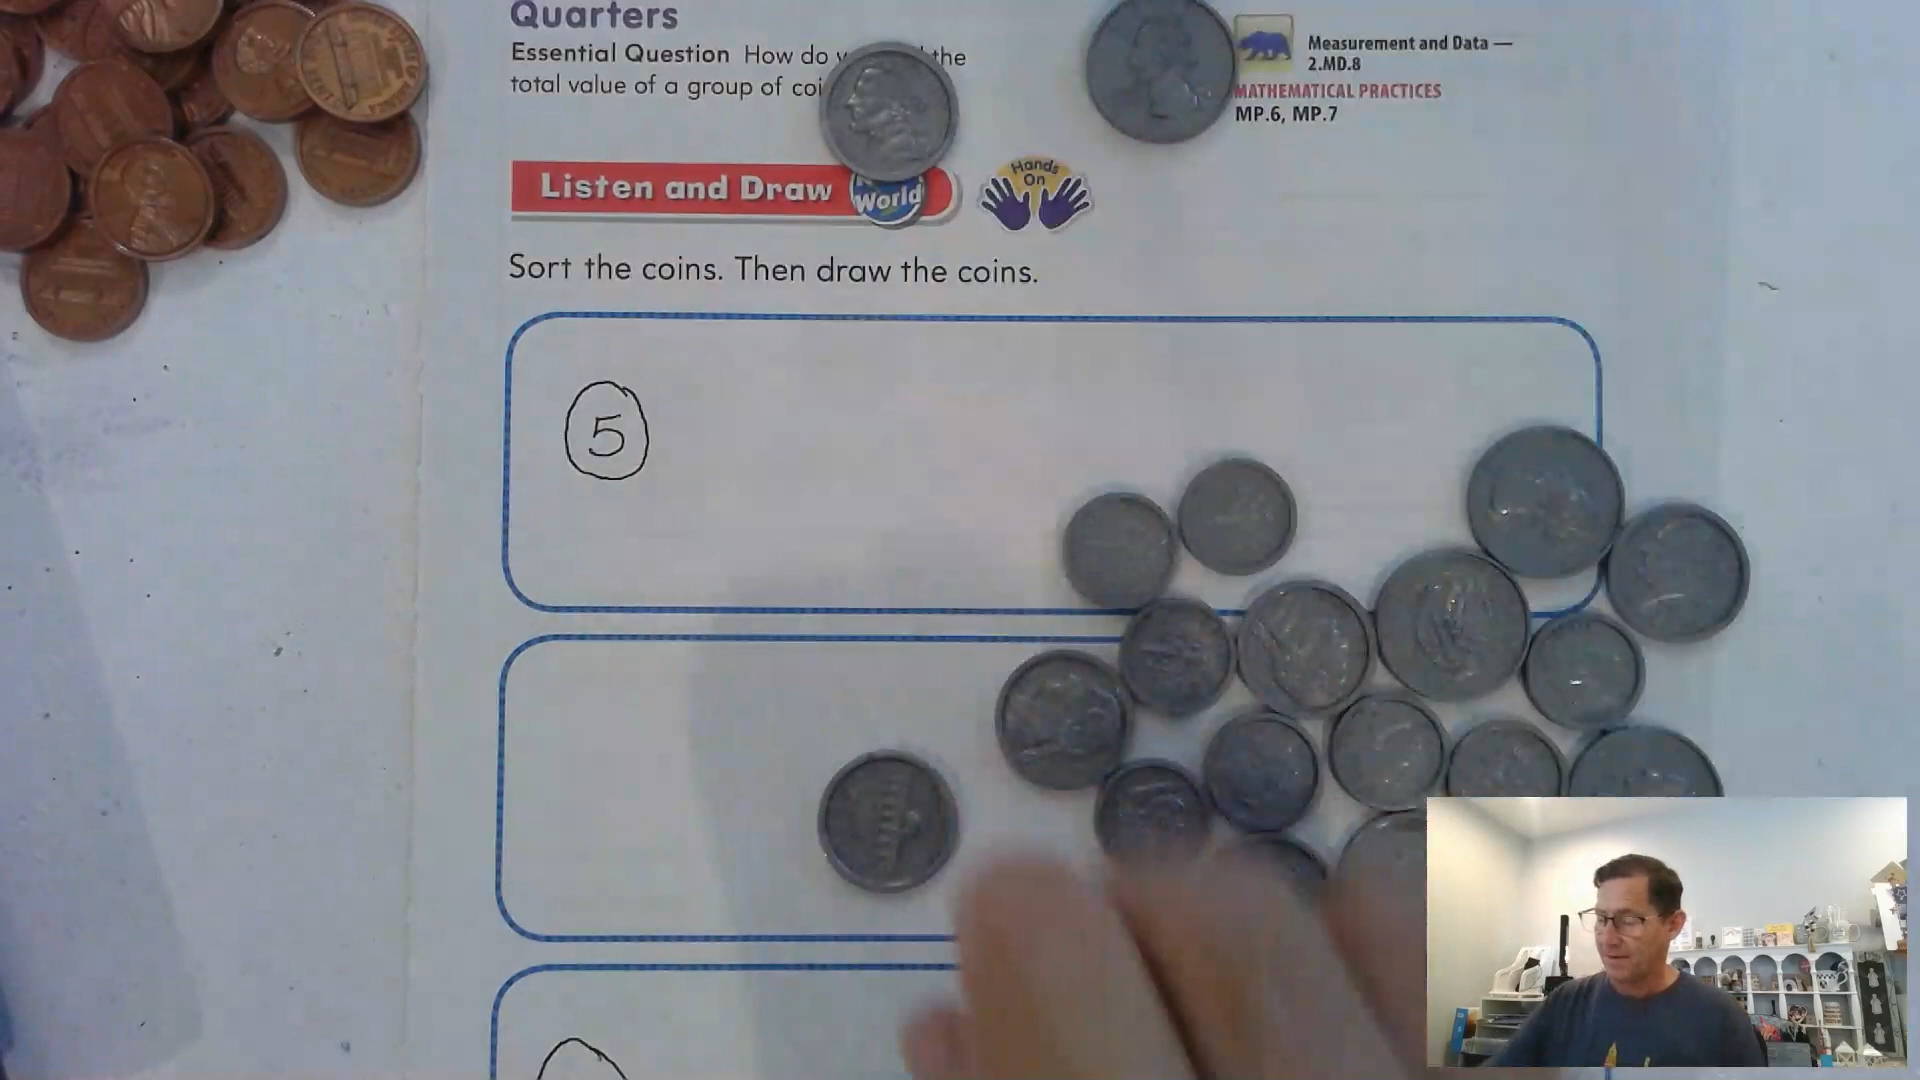 Quarters
Essential Question How do the
total value of a group of coi
Measurement and Data —
2.MD.8
MATHEMATICAL PRACTICES
MP.6, MP.7
Listen and Draw
World
Hands
On
Sort the coins. Then draw the coins.
5